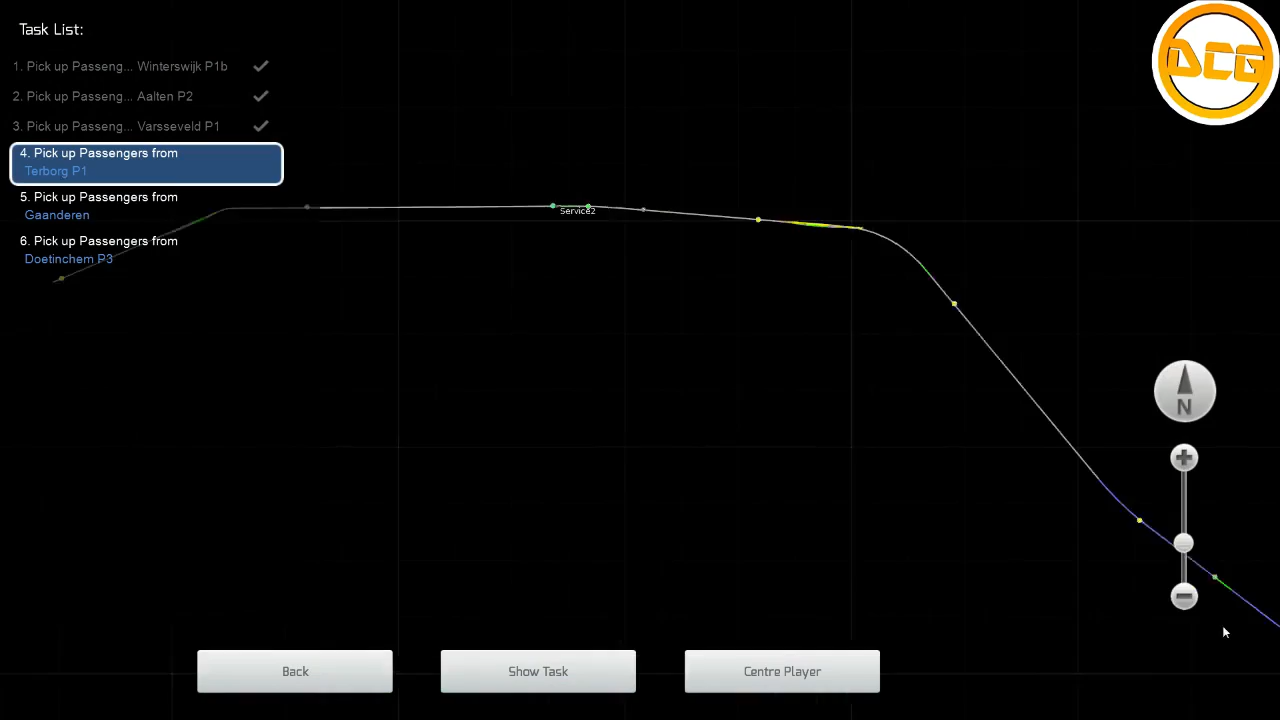 Task List:
DCG
1. Pick up Passeng... Winterswijk P1b
2. Pick up Passeng... Aalten P2
3. Pick up Passeng... Varsseveld P1
4. Pick up Passengers from
Terborg P1
5. Pick up Passengers from
Gaanderen
Service2
6. Pick up Passengers from
Doetinchem P3
N
Back
Show Task
Centre Player